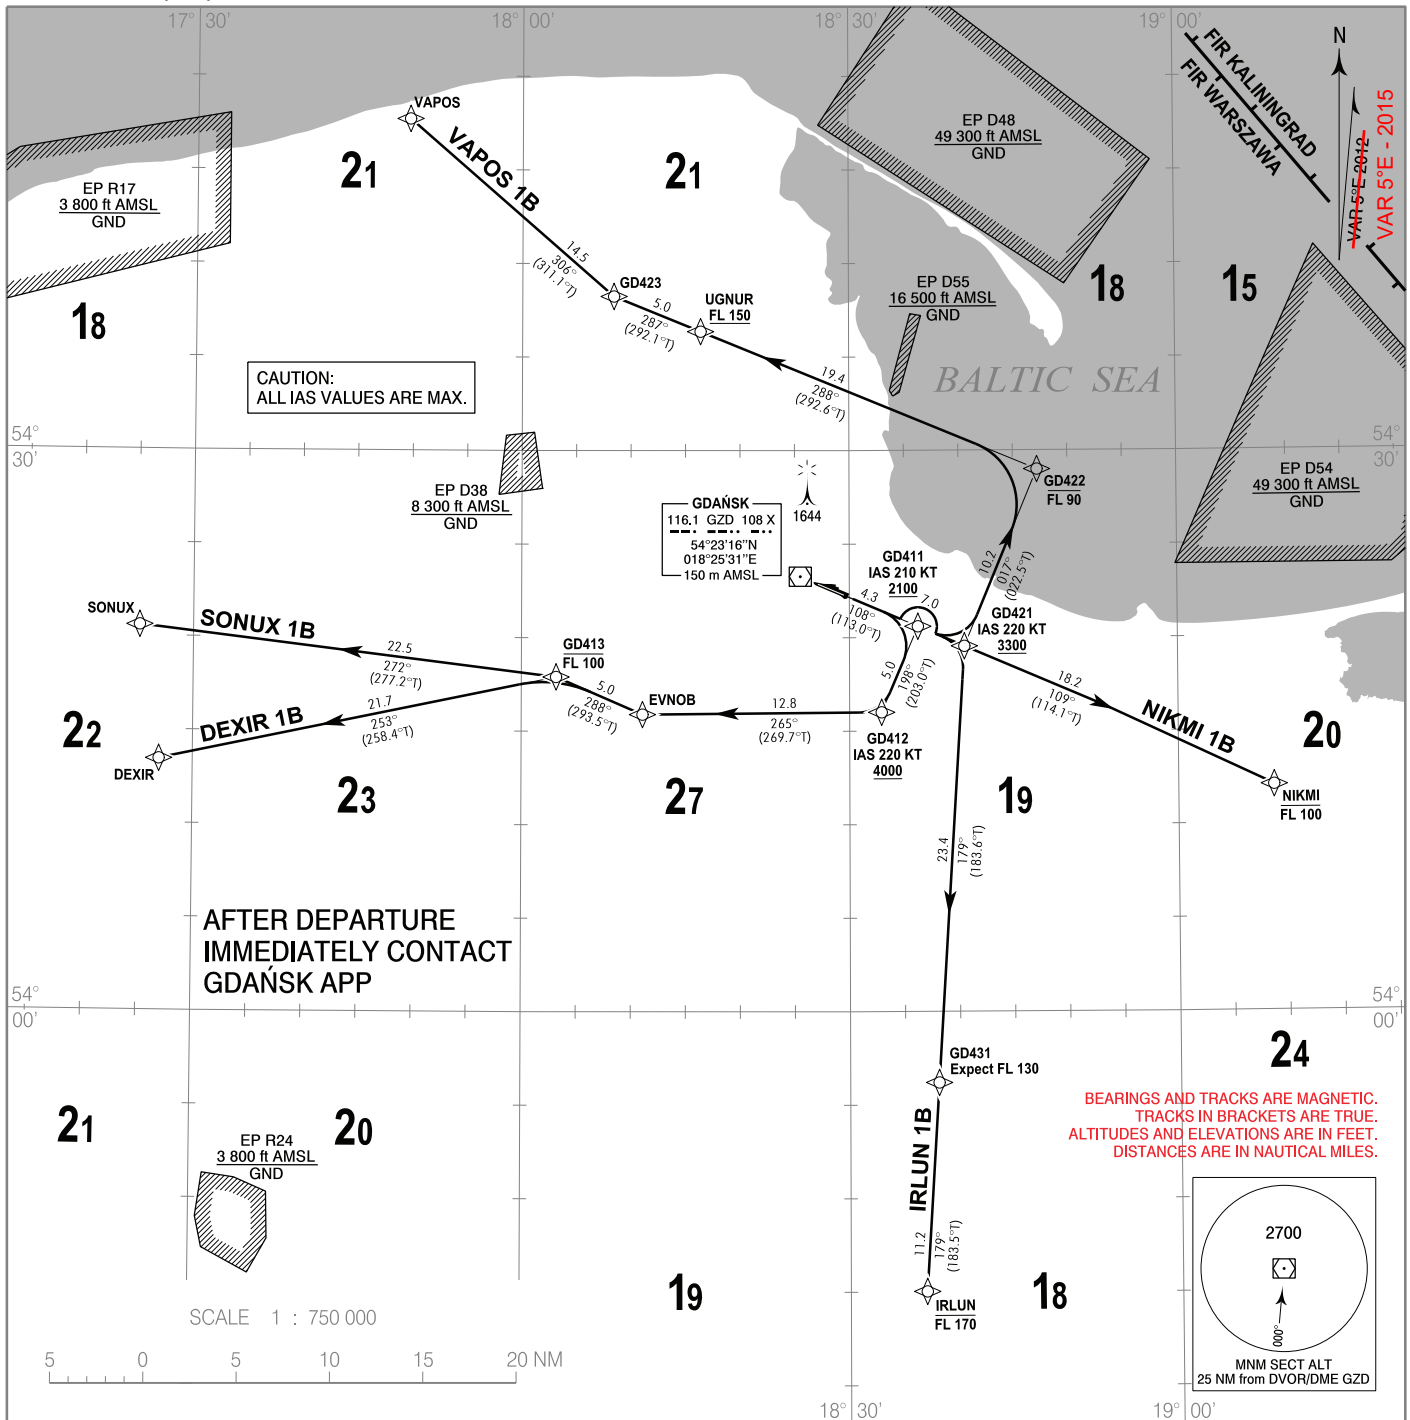 17° 30'
18° 00'
18° 30'
19° 00'
VAPOS
VAPOS 1B
21
21
EP D48
49 300 ft AMSL
GND
FIR KALININGRAD
FIR WARSZAWA
N
VAR 5°E 2012
VAR 5°E - 2015
EP R17
3 800 ft AMSL
GND
18
14.5
306°
(311.1°T)
GD423
5.0
287°
(292.1°T)
UGNUR
FL 150
EP D55
16 500 ft AMSL
GND
18
15
CAUTION:
ALL IAS VALUES ARE MAX.
19.4
288°
(292.6°T)
BALTIC SEA
54°
30'
54°
30'
EP D38
8 300 ft AMSL
GND
GDAŃSK
116.1 GZD 108 X
54°23'16"N
018°25'31"E
150 m AMSL
1644
GD422
FL 90
EP D54
49 300 ft AMSL
GND
GD411
IAS 210 KT
2100
10.2
017°
(022.5°T)
4.3
108°
(113.0°T)
7.0
GD421
IAS 220 KT
3300
SONUX
SONUX 1B
22.5
272°
(277.2°T)
GD413
FL 100
5.0
288°
(293.5°T)
EVNOB
12.8
265°
(269.7°T)
5.0
198°
(203.0°T)
GD412
IAS 220 KT
4000
18.2
109°
(114.1°T)
NIKMI 1B
20
NIKMI
FL 100
22
DEXIR 1B
21.7
253°
(258.4°T)
DEXIR
23
27
19
23.4
179°
(183.6°T)
AFTER DEPARTURE
IMMEDIATELY CONTACT
GDAŃSK APP
54°
00'
54°
00'
GD431
Expect FL 130
24
21
20
BEARINGS AND TRACKS ARE MAGNETIC.
TRACKS IN BRACKETS ARE TRUE.
ALTITUDES AND ELEVATIONS ARE IN FEET.
DISTANCES ARE IN NAUTICAL MILES.
EP R24
3 800 ft AMSL
GND
IRLUN 1B
11.2
179°
(183.5°T)
19
18
IRLUN
FL 170
2700
000°
MNM SECT ALT
25 NM from DVOR/DME GZD
SCALE 1 : 750 000
5 0 5 10 15 20 NM
18° 30'
19° 00'